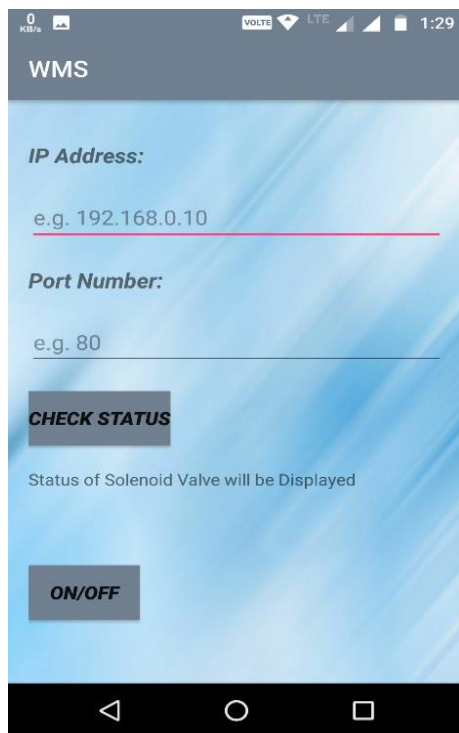 0
KB/s VOLTE LTE 1:29
WMS
IP Address:
e.g. 192.168.0.10
Port Number:
e.g. 80
CHECK STATUS
Status of Solenoid Valve will be Displayed
ON/OFF